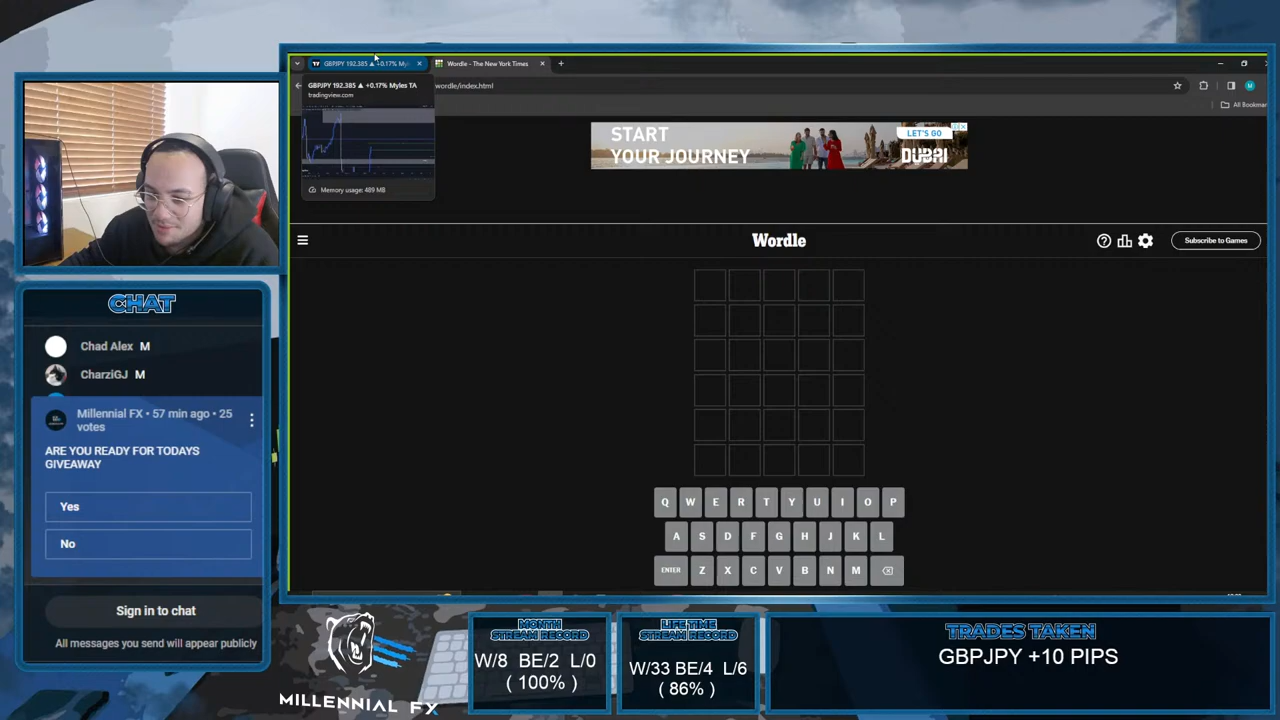 GBPJPY 192.385 ▲ +0.17% Myl
Wordle - The New York Times
GBPJPY 192.385 ▲ +0.17% Myles TA
tradingview.com
wordle/index.html
All Bookmar
Memory usage: 489 MB
START
YOUR JOURNEY
LET'S GO
DUBAI
Wordle
Subscribe to Games
Q W E R T Y U I O P
A S D F G H J K L
ENTER Z X C V B N M
CHAT
Chad Alex M
CharziGJ M
Millennial FX • 57 min ago • 25
votes
ARE YOU READY FOR TODAYS
GIVEAWAY
Yes
No
Sign in to chat
All messages you send will appear publicly
MILLENNIAL FX
MONTH
STREAM RECORD
W/8 BE/2 L/0
( 100% )
LIFE TIME
STREAM RECORD
W/33 BE/4 L/6
( 86% )
TRADES TAKEN
GBPJPY +10 PIPS